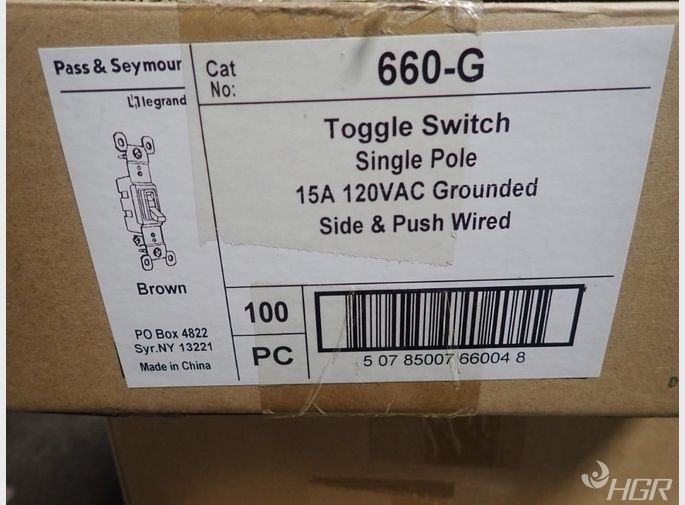 Pass & Seymour
Legrand
Cat
No:
660-G
Toggle Switch
Single Pole
15A 120VAC Grounded
Side & Push Wired
Brown
PO Box 4822
Syr.NY 13221
Made in China
100
PC
5 07 85007 66004 8
HGR